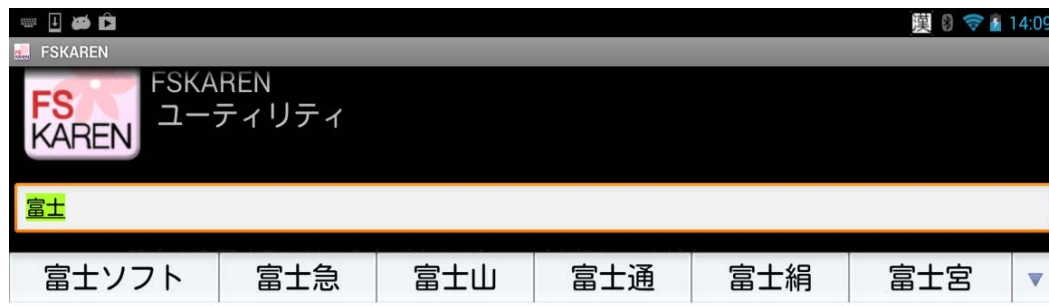 漢 14:09
FSKAREN
FS
KAREN
FSKAREN
ユーティリティ
富士
富士ソフト 富士急 富士山 富士通 富士絹 富士宮